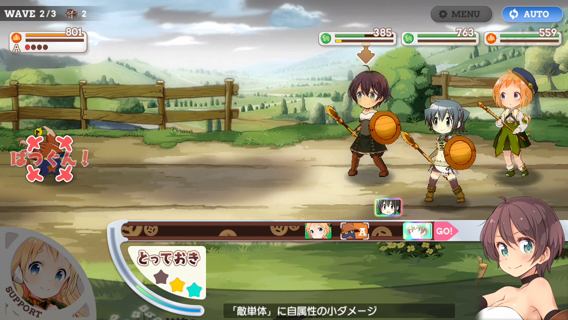 WAVE 2/3 2
MENU
AUTO
801
A
385
763
559
ばつぐん!
A
GO!
とっておき
SUPPORT
「敵単体」に自属性の小ダメージ